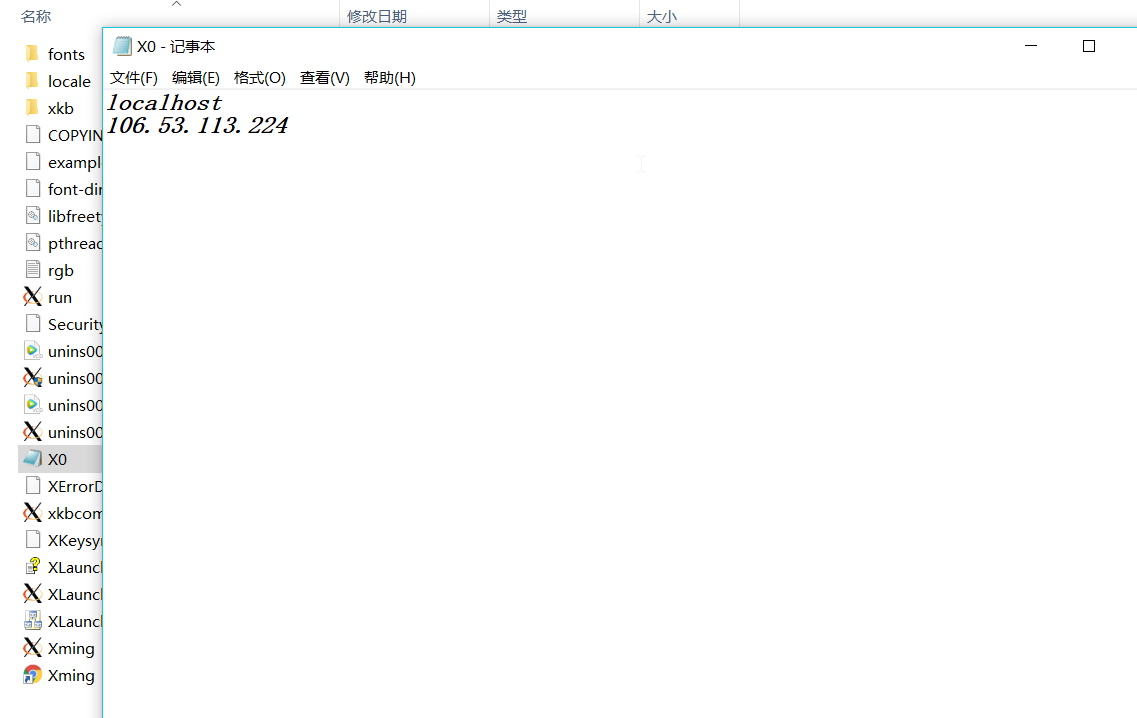 名称 修改日期 类型 大小
X0 - 记事本
文件(F) 编辑(E) 格式(O) 查看(V) 帮助(H)
localhost
106.53.113.224
fonts
locale
xkb
COPYIN
exampl
font-dir
libfreet
pthread
rgb
run
Security
unins00
unins00
unins00
unins00
X0
XErrorD
xkbcom
XKeysy
XLaunc
XLaunc
XLaunc
Xming
Xming